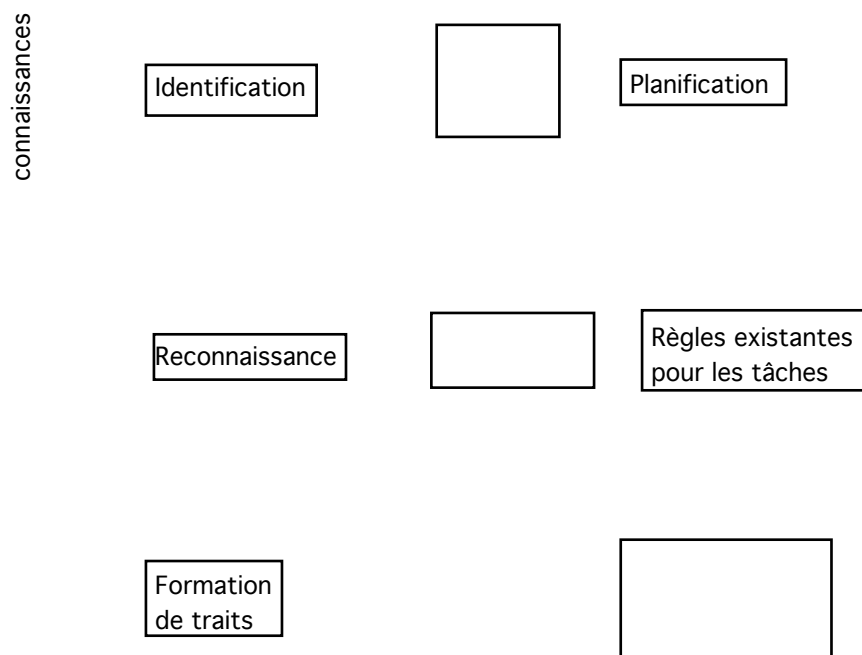 connaissances
Identification
Planification
Reconnaissance
Règles existantes
pour les tâches
Formation
de traits